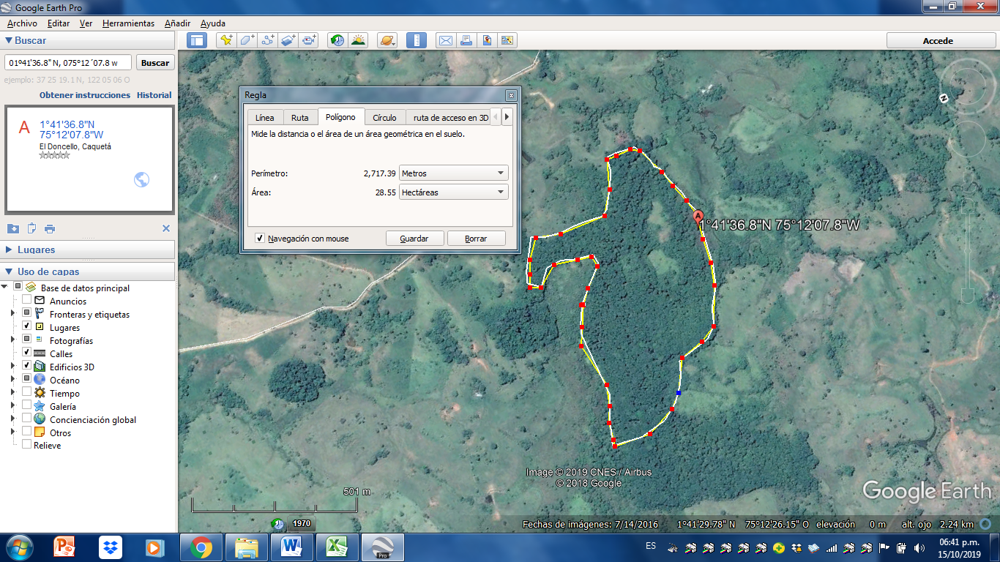 Google Earth Pro
Archivo Editar Ver Herramientas Añadir Ayuda
Buscar
Accede
01º41'36.8" N, 075º12´07.8 w Buscar
ejemplo: 37 25 19.1 N, 122 05 06 O
Obtener instrucciones Historial
A 1°41'36.8"N
75°12'07.8"W
El Doncello, Caquetá
Lugares
Uso de capas
Base de datos principal
Anuncios
Fronteras y etiquetas
Lugares
Fotografías
Calles
Edificios 3D
Océano
Tiempo
Galería
Concienciación global
Otros
Relieve
Regla
Línea Ruta Polígono Círculo ruta de acceso en 3D
Mide la distancia o el área de un área geométrica en el suelo.
Perímetro: 2,717.39 Metros
Área: 28.55 Hectáreas
Navegación con mouse Guardar Borrar
N
A
1°41'36.8"N 75°12'07.8"W
Image © 2019 CNES / Airbus
© 2018 Google
Google Earth
501 m
1970
Fechas de imágenes: 7/14/2016 1°41'29.78" N 75°12'26.15" O elevación 0 m alt. ojo 2.24 km
Pro
ES
06:41 p.m.
15/10/2019